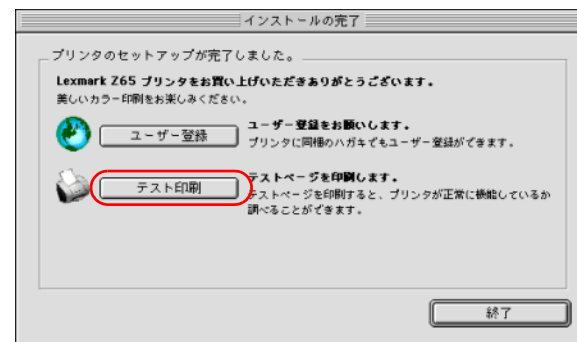 インストールの完了
プリンタのセットアップが完了しました。
Lexmark Z65 プリンタをお買い上げいただきありがとうございます。
美しいカラー印刷をお楽しみください。
ユーザー登録
ユーザー登録をお願いします。
プリンタに同梱のハガキでもユーザー登録ができます。
テスト印刷
テストページを印刷します。
テストページを印刷すると、プリンタが正常に機能しているか
調べることができます。
終了